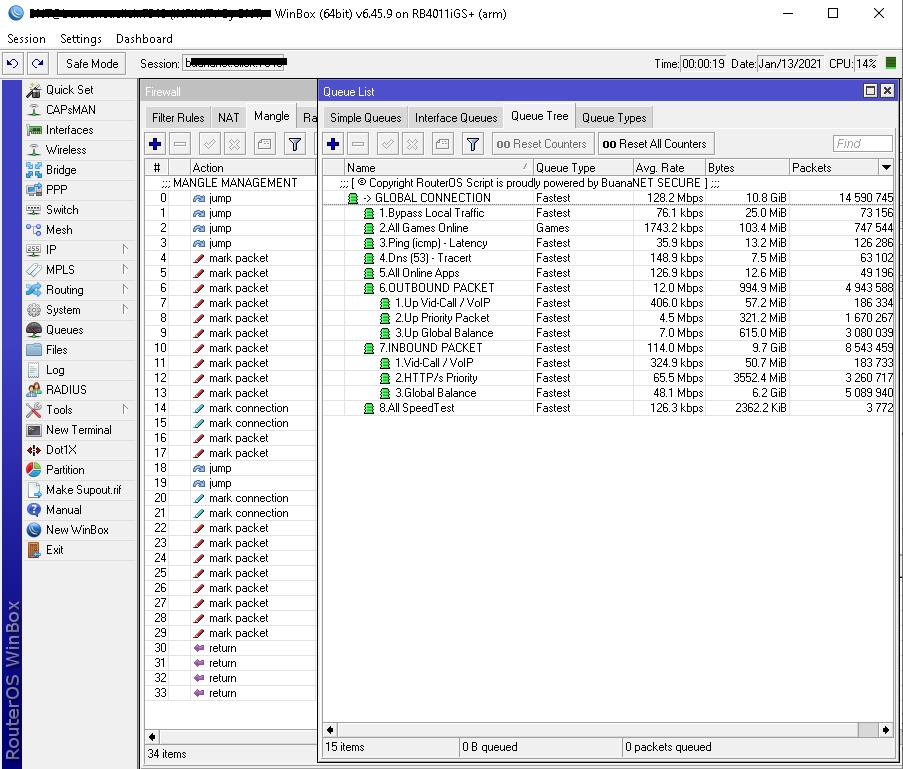 WinBox (64bit) v6.45.9 on RB4011iGS+ (arm)
Session Settings Dashboard
Safe Mode Session: Time: 00:00:19 Date: Jan/13/2021 CPU: 14%
Quick Set
CAPsMAN
Interfaces
Wireless
Bridge
PPP
Switch
Mesh
IP
MPLS
Routing
System
Queues
Files
Log
RADIUS
Tools
New Terminal
Dot1X
Partition
Make Supout.rif
Manual
New WinBox
Exit
RouterOS WinBox
Firewall
Filter Rules NAT Mangle Ra
# Action
;;; MANGLE MANAGEMENT
0 jump
1 jump
2 jump
3 jump
4 mark packet
5 mark packet
6 mark packet
7 mark packet
8 mark packet
9 mark packet
10 mark packet
11 mark packet
12 mark packet
13 mark packet
14 mark connection
15 mark connection
16 mark packet
17 mark packet
18 jump
19 jump
20 mark connection
21 mark connection
22 mark packet
23 mark packet
24 mark packet
25 mark packet
26 mark packet
27 mark packet
28 mark packet
29 mark packet
30 return
31 return
32 return
33 return
34 items
Queue List
Simple Queues Interface Queues Queue Tree Queue Types
00 Reset Counters 00 Reset All Counters Find
Name Queue Type Avg. Rate Bytes Packets
;;; [ © Copyright RouterOS Script is proudly powered by BuanaNET SECURE ] ;;;
-> GLOBAL CONNECTION Fastest 128.2 Mbps 10.8 GiB 14 590 745
1.Bypass Local Traffic Fastest 76.1 kbps 25.0 MiB 73 156
2.All Games Online Games 1743.2 kbps 103.4 MiB 747 544
3.Ping (icmp) - Latency Fastest 35.9 kbps 13.2 MiB 126 286
4.Dns (53) - Tracert Fastest 148.9 kbps 7.5 MiB 63 102
5.All Online Apps Fastest 126.9 kbps 12.6 MiB 49 196
6.OUTBOUND PACKET Fastest 12.0 Mbps 994.9 MiB 4 943 588
1.Up Vid-Call / VoIP Fastest 406.0 kbps 57.2 MiB 186 334
2.Up Priority Packet Fastest 4.5 Mbps 321.2 MiB 1 670 267
3.Up Global Balance Fastest 7.0 Mbps 615.0 MiB 3 080 039
7.INBOUND PACKET Fastest 114.0 Mbps 9.7 GiB 8 543 459
1.Vid-Call / VoIP Fastest 324.9 kbps 50.7 MiB 183 733
2.HTTP/s Priority Fastest 65.5 Mbps 3552.4 MiB 3 260 717
3.Global Balance Fastest 48.1 Mbps 6.2 GiB 5 089 940
8.All SpeedTest Fastest 126.3 kbps 2362.2 KiB 3 772
15 items 0 B queued 0 packets queued